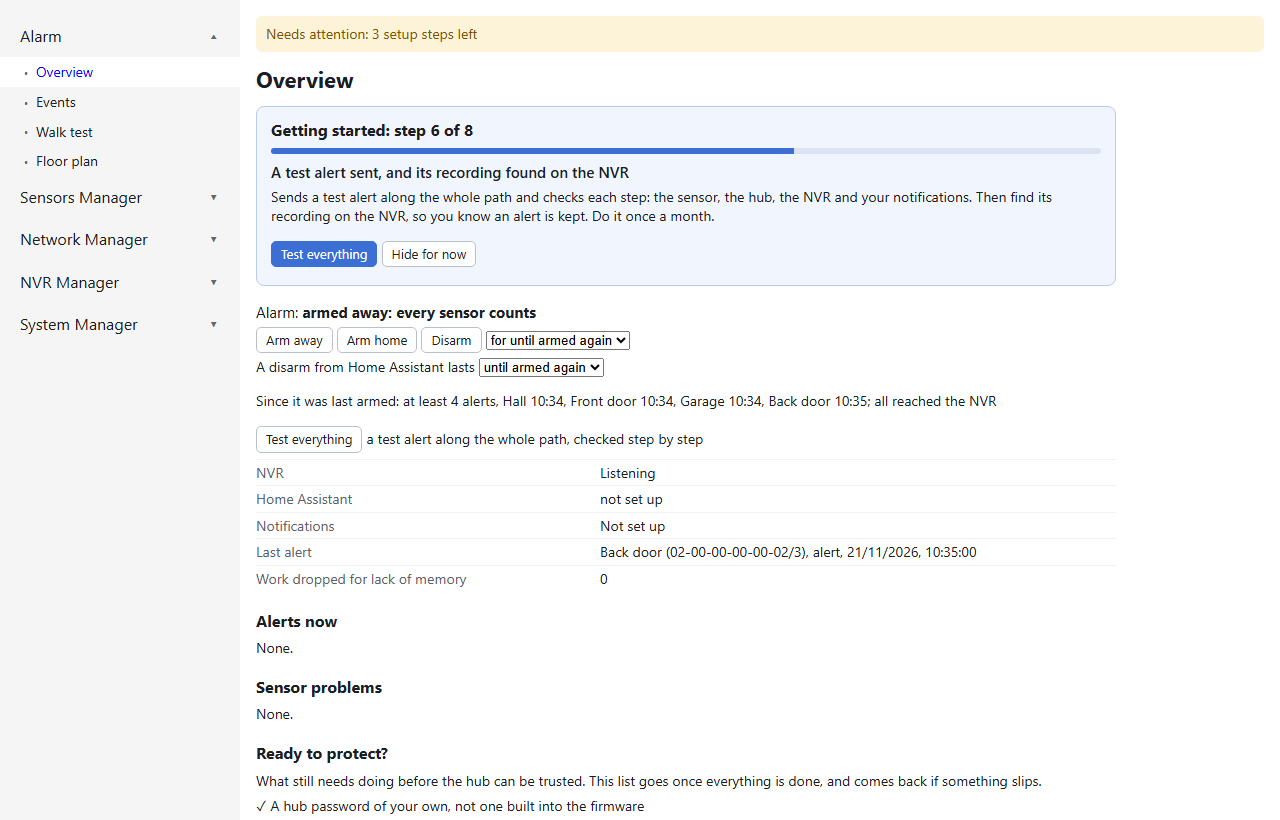 Alarm
Overview
Events
Walk test
Floor plan
Sensors Manager
Network Manager
NVR Manager
System Manager
Needs attention: 3 setup steps left
Overview
Getting started: step 6 of 8
A test alert sent, and its recording found on the NVR
Sends a test alert along the whole path and checks each step: the sensor, the hub, the NVR and your notifications. Then find its
recording on the NVR, so you know an alert is kept. Do it once a month.
Test everything Hide for now
Alarm: armed away: every sensor counts
Arm away Arm home Disarm for until armed again
A disarm from Home Assistant lasts until armed again
Since it was last armed: at least 4 alerts, Hall 10:34, Front door 10:34, Garage 10:34, Back door 10:35; all reached the NVR
Test everything a test alert along the whole path, checked step by step
NVR Listening
Home Assistant not set up
Notifications Not set up
Last alert Back door (02-00-00-00-00-02/3), alert, 21/11/2026, 10:35:00
Work dropped for lack of memory 0
Alerts now
None.
Sensor problems
None.
Ready to protect?
What still needs doing before the hub can be trusted. This list goes once everything is done, and comes back if something slips.
✓ A hub password of your own, not one built into the firmware